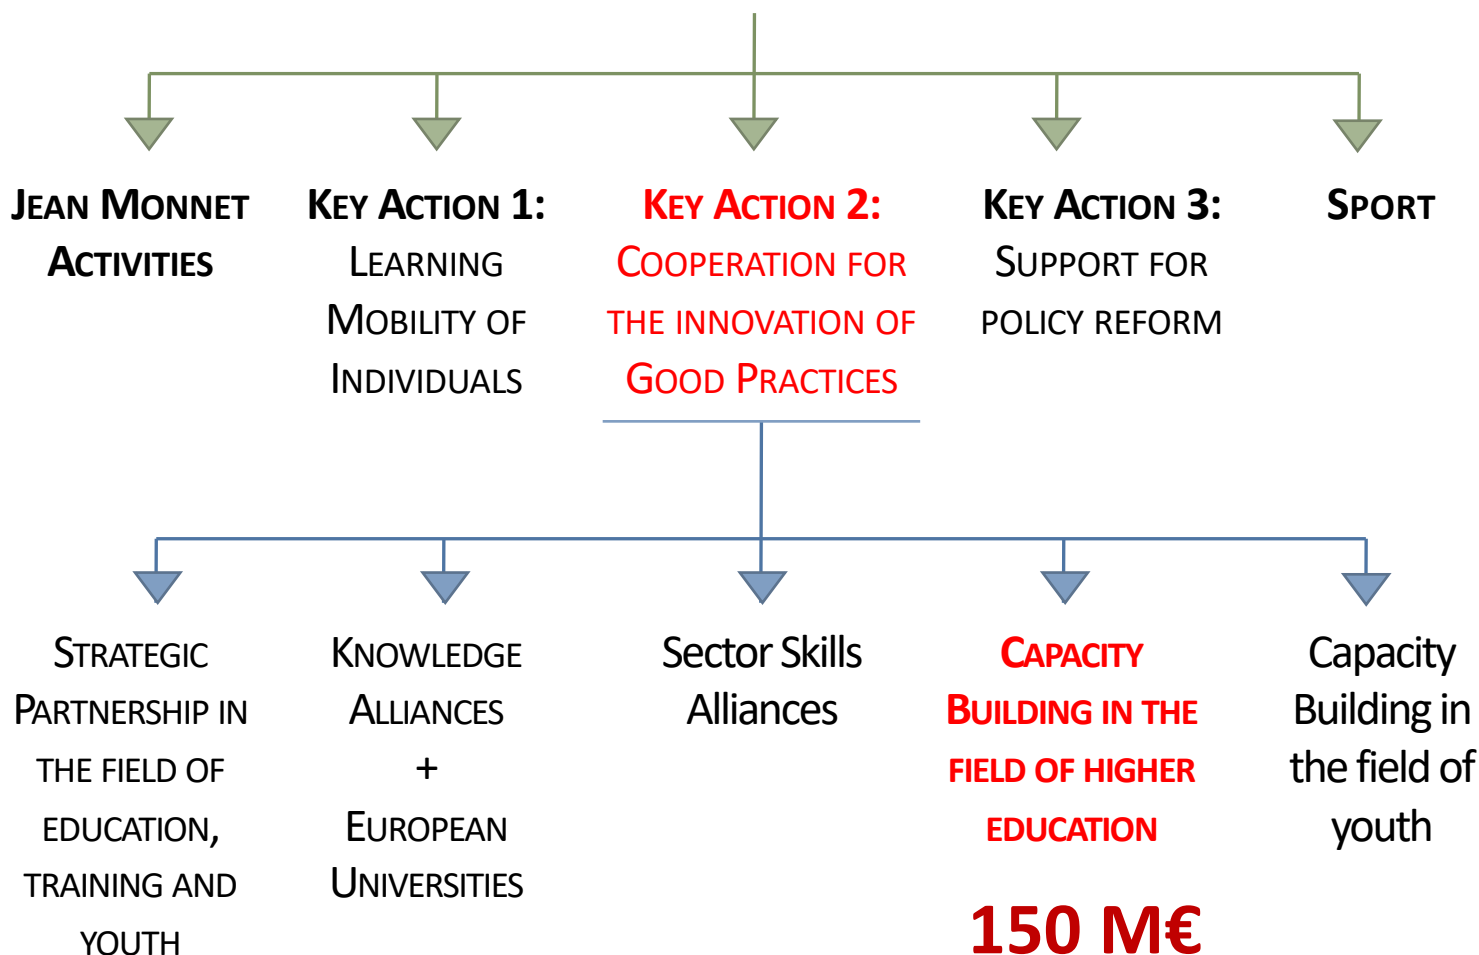 JEAN MONNET
ACTIVITIES
KEY ACTION 1:
LEARNING
MOBILITY OF
INDIVIDUALS
KEY ACTION 2:
COOPERATION FOR
THE INNOVATION OF
GOOD PRACTICES
KEY ACTION 3:
SUPPORT FOR
POLICY REFORM
SPORT
STRATEGIC
PARTNERSHIP IN
THE FIELD OF
EDUCATION,
TRAINING AND
YOUTH
KNOWLEDGE
ALLIANCES
+
EUROPEAN
UNIVERSITIES
Sector Skills
Alliances
CAPACITY
BUILDING IN THE
FIELD OF HIGHER
EDUCATION
150 M€
Capacity
Building in
the field of
youth